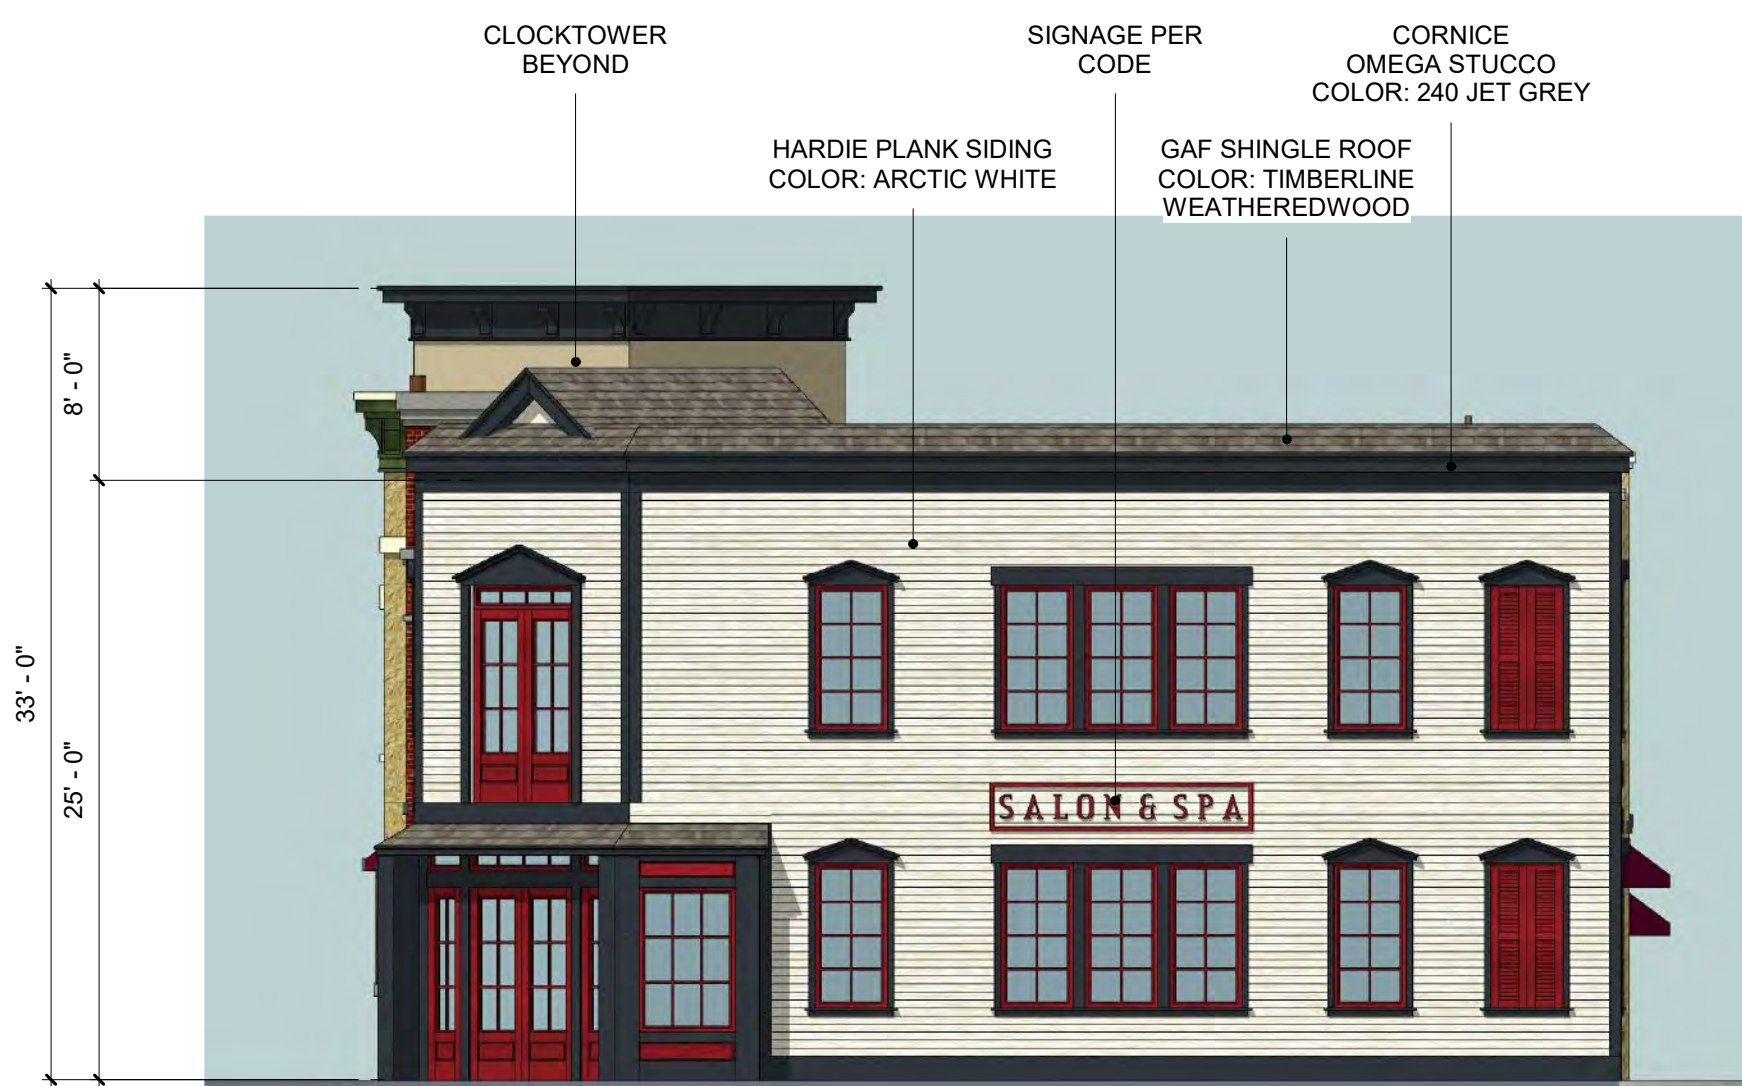 CLOCKTOWER
BEYOND
SIGNAGE PER
CODE
CORNICE
OMEGA STUCCO
COLOR: 240 JET GREY
HARDIE PLANK SIDING
COLOR: ARCTIC WHITE
GAF SHINGLE ROOF
COLOR: TIMBERLINE
WEATHEREDWOOD
8' - 0"
33' - 0"
25' - 0"
SALON & SPA